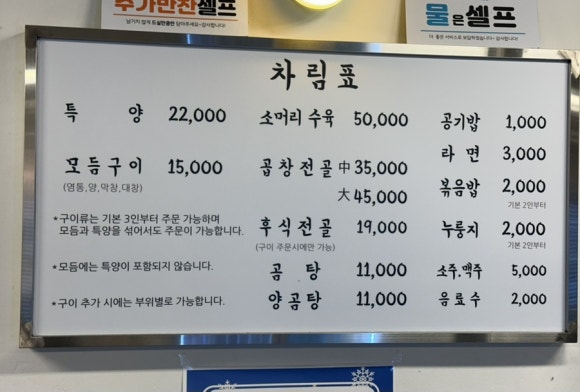 추가반찬셀프
물은셀프
차림표
특 양 22,000
모듬구이 15,000
(염통,양,막창,대창)
*구이류는 기본 3인부터 주문 가능하며
모듬과 특양을 섞어서도 주문이 가능합니다.
*모듬에는 특양이 포함되지 않습니다.
*구이 추가 시에는 부위별로 가능합니다.
소머리수육 50,000
곱창전골 中 35,000
大 45,000
후식전골 19,000
(구이 주문시에만 가능)
곰 탕 11,000
양곰탕 11,000
공기밥 1,000
라 면 3,000
볶음밥 2,000
기본 2인부터
누룽지 2,000
기본 2인부터
소주.맥주 5,000
음료수 2,000